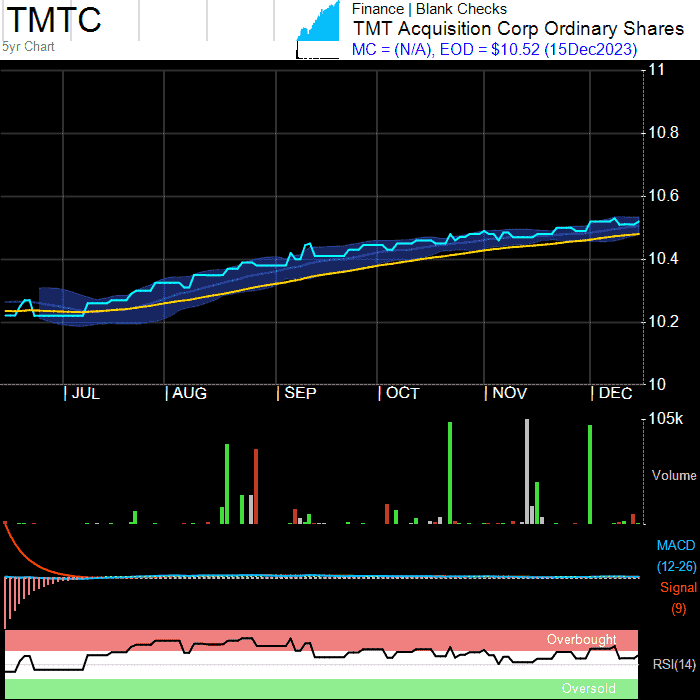 TMTC
5yr Chart
Finance | Blank Checks
TMT Acquisition Corp Ordinary Shares
MC = (N/A), EOD = $10.52 (15Dec2023)
11
10.8
10.6
10.4
10.2
10
JUL
AUG
SEP
OCT
NOV
DEC
105k
Volume
MACD
(12-26)
Signal
(9)
Overbought
RSI(14)
Oversold